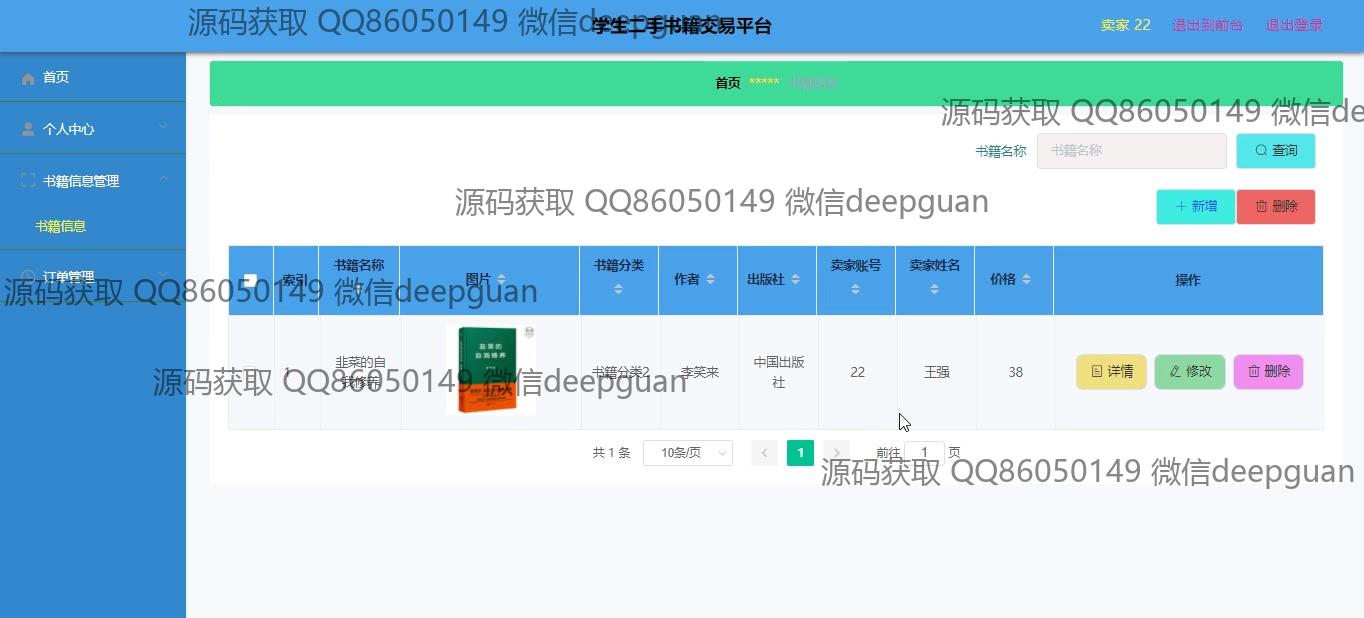 源码获取 QQ86050149 微信deepguan
学生二手书籍交易平台
卖家 22 退出到前台 退出登录
首页
个人中心
书籍信息管理
书籍信息
订单管理
首页 ***** 书籍信息
源码获取 QQ86050149 微信de
书籍名称 书籍名称 查询
源码获取 QQ86050149 微信deepguan
新增 删除
索引 书籍名称 图片 书籍分类 作者 出版社 卖家账号 卖家姓名 价格 操作
源码获取 QQ86050149 微信deepguan
1 韭菜的自我修养 韭菜的自我修养 书籍分类2 李笑来 中国出版社 22 王强 38 详情 修改 删除
源码获取 QQ86050149 微信deepguan
共 1 条 10条/页 1 前往 1 页
源码获取 QQ86050149 微信deepguan